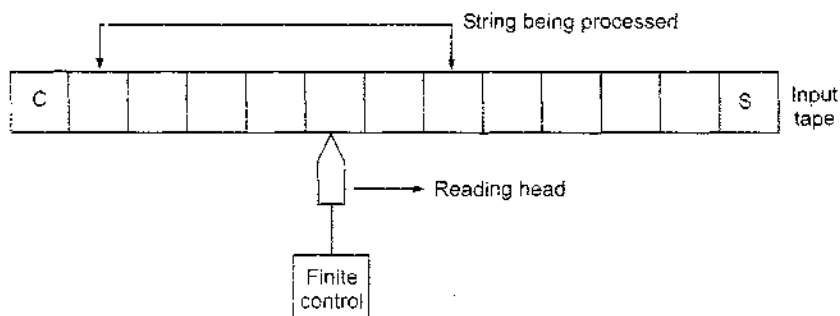 String being processed
C
S
Input
tape
Reading head
Finite
control